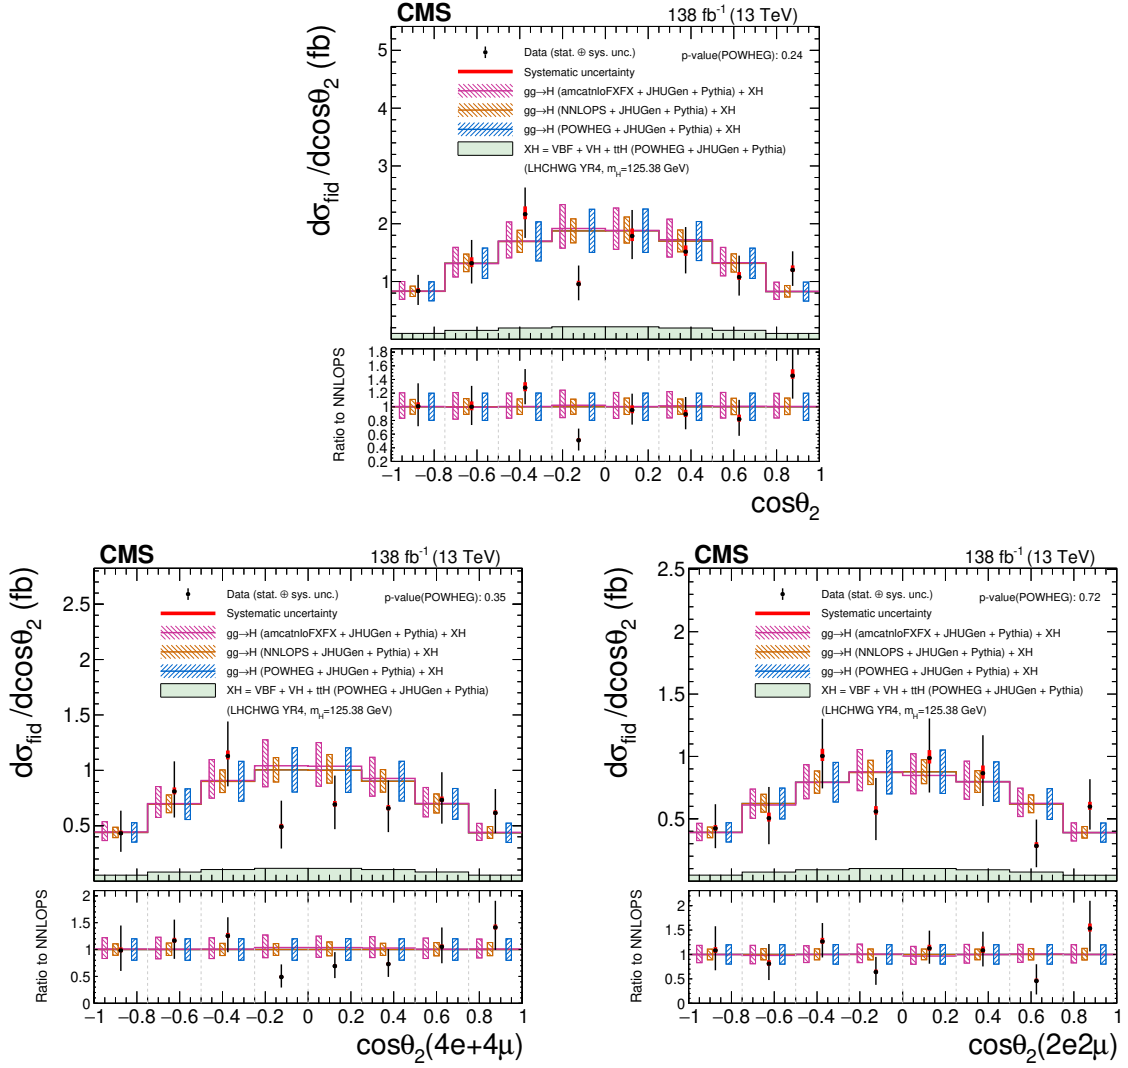 CMS 138 fb⁻¹ (13 TeV)
dσfid/dcosθ₂ (fb)
Data (stat. ⊕ sys. unc.) p-value(POWHEG): 0.24
Systematic uncertainty
gg→H (amcatnloFXFX + JHUGen + Pythia) + XH
gg→H (NNLOPS + JHUGen + Pythia) + XH
gg→H (POWHEG + JHUGen + Pythia) + XH
XH = VBF + VH + ttH (POWHEG + JHUGen + Pythia)
(LHCHWG YR4, mH=125.38 GeV)
5
4
3
2
1
Ratio to NNLOPS
1.8
1.6
1.4
1.2
1
0.8
0.6
0.4
0.2
−1 −0.8 −0.6 −0.4 −0.2 0 0.2 0.4 0.6 0.8 1
cosθ₂
CMS 138 fb⁻¹ (13 TeV)
dσfid/dcosθ₂ (fb)
Data (stat. ⊕ sys. unc.) p-value(POWHEG): 0.35
Systematic uncertainty
gg→H (amcatnloFXFX + JHUGen + Pythia) + XH
gg→H (NNLOPS + JHUGen + Pythia) + XH
gg→H (POWHEG + JHUGen + Pythia) + XH
XH = VBF + VH + ttH (POWHEG + JHUGen + Pythia)
(LHCHWG YR4, mH=125.38 GeV)
2.5
2
1.5
1
0.5
Ratio to NNLOPS
2
1.5
1
0.5
0
−1 −0.8 −0.6 −0.4 −0.2 0 0.2 0.4 0.6 0.8 1
cosθ₂(4e+4μ)
CMS 138 fb⁻¹ (13 TeV)
dσfid/dcosθ₂ (fb)
Data (stat. ⊕ sys. unc.) p-value(POWHEG): 0.72
Systematic uncertainty
gg→H (amcatnloFXFX + JHUGen + Pythia) + XH
gg→H (NNLOPS + JHUGen + Pythia) + XH
gg→H (POWHEG + JHUGen + Pythia) + XH
XH = VBF + VH + ttH (POWHEG + JHUGen + Pythia)
(LHCHWG YR4, mH=125.38 GeV)
2.5
2
1.5
1
0.5
Ratio to NNLOPS
2
1.5
1
0.5
0
−1 −0.8 −0.6 −0.4 −0.2 0 0.2 0.4 0.6 0.8 1
cosθ₂(2e2μ)